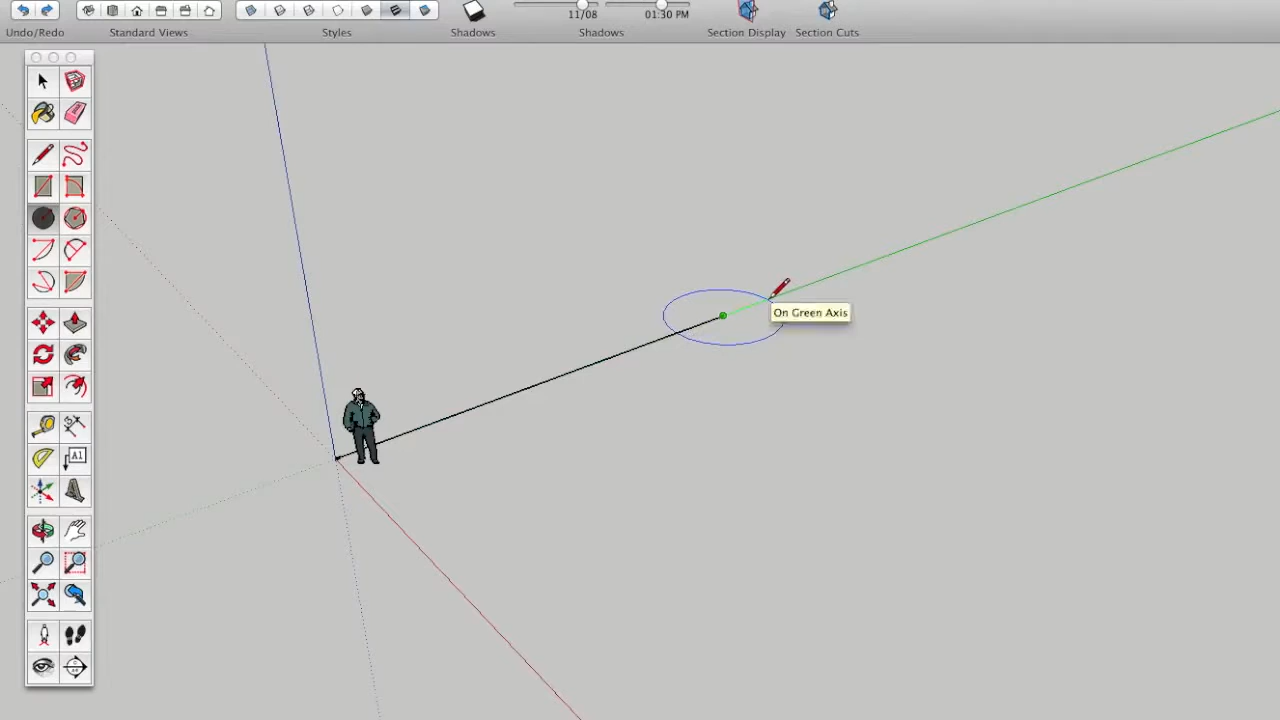 11/08
01:30 PM
Undo/Redo
Standard Views
Styles
Shadows
Shadows
Section Display
Section Cuts
On Green Axis
A1